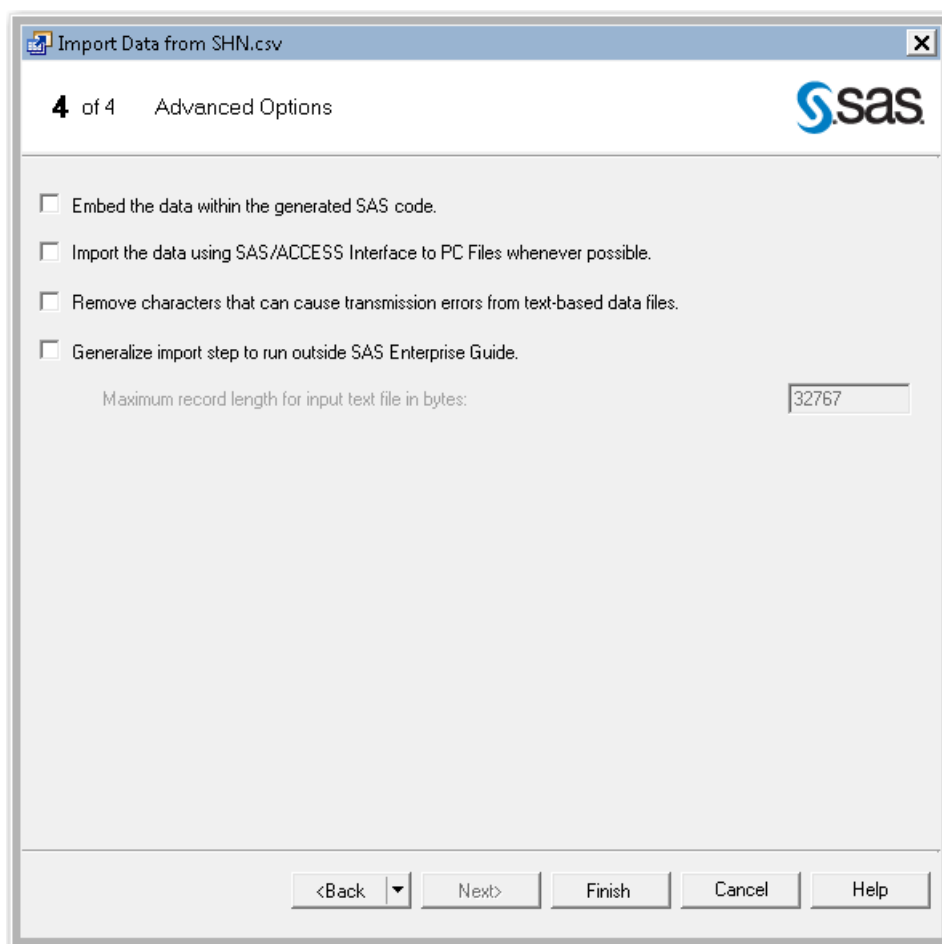 Import Data from SHN.csv
4 of 4 Advanced Options
sas
Embed the data within the generated SAS code.
Import the data using SAS/ACCESS Interface to PC Files whenever possible.
Remove characters that can cause transmission errors from text-based data files.
Generalize import step to run outside SAS Enterprise Guide.
Maximum record length for input text file in bytes: 32767
<Back Next> Finish Cancel Help